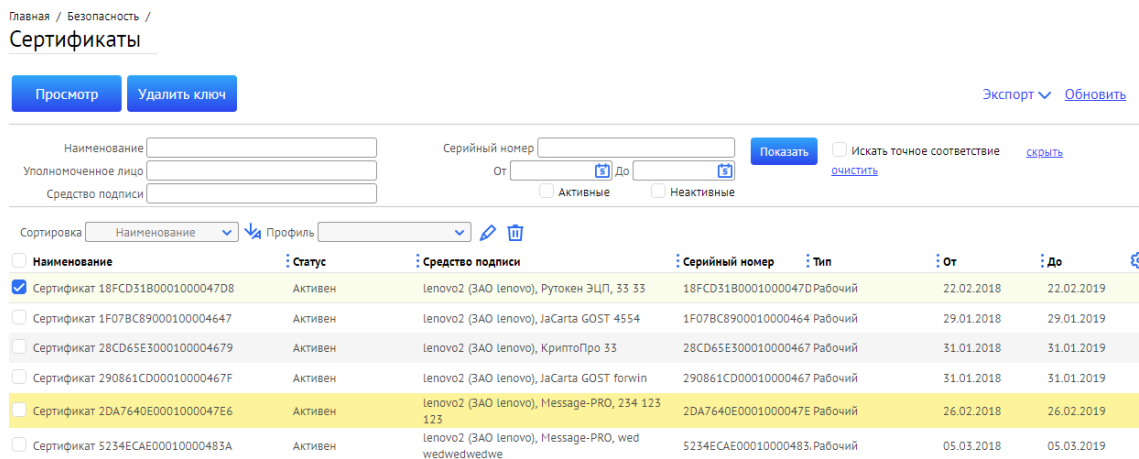 Главная / Безопасность /
Сертификаты
Просмотр Удалить ключ Экспорт Обновить
Наименование Серийный номер Показать Искать точное соответствие скрыть
Уполномоченное лицо От До очистить
Средство подписи Активные Неактивные
Сортировка Наименование Профиль
Наименование Статус Средство подписи Серийный номер Тип От До
Сертификат 18FCD31B0001000047D8 Активен lenovo2 (ЗАО lenovo), Рутокен ЭЦП, 33 33 18FCD31B0001000047D Рабочий 22.02.2018 22.02.2019
Сертификат 1F07BC89000100004647 Активен lenovo2 (ЗАО lenovo), JaCarta GOST 4554 1F07BC8900010000464 Рабочий 29.01.2018 29.01.2019
Сертификат 28CD65E3000100004679 Активен lenovo2 (ЗАО lenovo), КриптоПро 33 28CD65E300010000467 Рабочий 31.01.2018 31.01.2019
Сертификат 290861CD00010000467F Активен lenovo2 (ЗАО lenovo), JaCarta GOST forwin 290861CD00010000467 Рабочий 31.01.2018 31.01.2019
Сертификат 2DA7640E0001000047E6 Активен lenovo2 (ЗАО lenovo), Message-PRO, 234 123 2DA7640E0001000047E Рабочий 26.02.2018 26.02.2019
123
Сертификат 5234ECAE00010000483A Активен lenovo2 (ЗАО lenovo), Message-PRO, wed 5234ECAE00010000483 Рабочий 05.03.2018 05.03.2019
wedwedwedwe